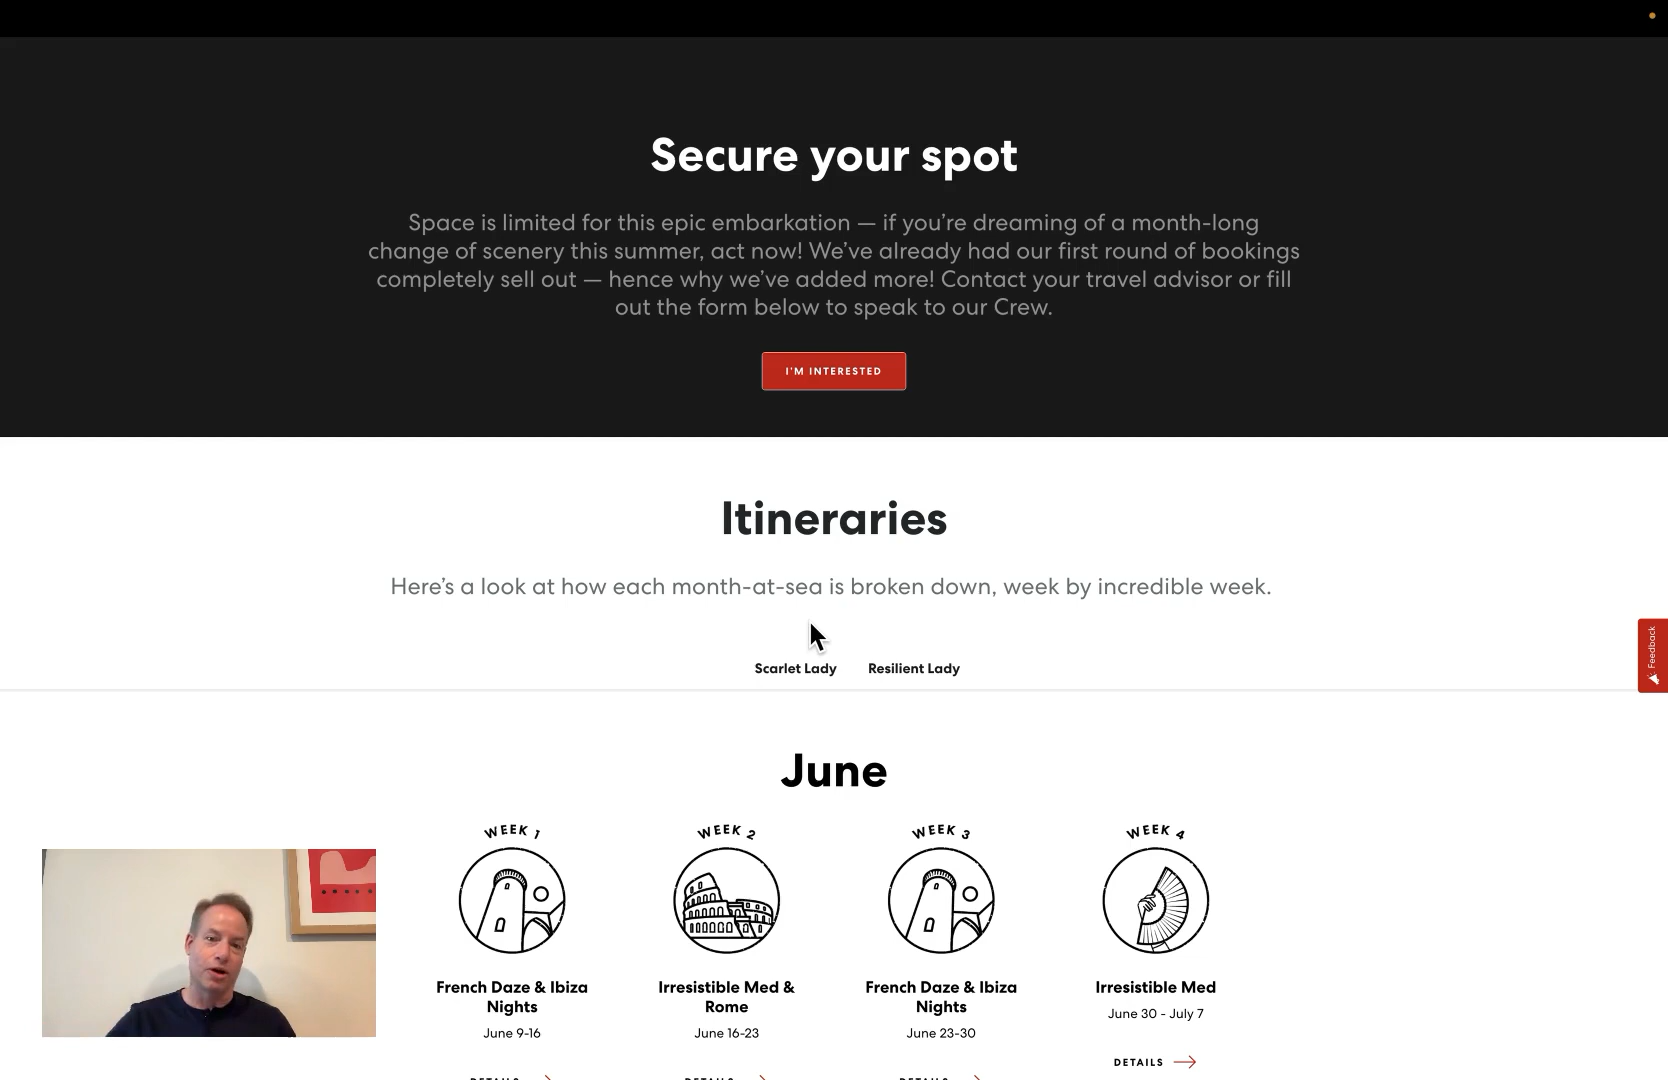 Secure your spot
Space is limited for this epic embarkation — if you’re dreaming of a month-long
change of scenery this summer, act now! We’ve already had our first round of bookings
completely sell out — hence why we’ve added more! Contact your travel advisor or fill
out the form below to speak to our Crew.
I'M INTERESTED
Itineraries
Here’s a look at how each month-at-sea is broken down, week by incredible week.
Feedback
Scarlet Lady Resilient Lady
June
WEEK 1 WEEK 2 WEEK 3 WEEK 4
French Daze & Ibiza
Nights
June 9-16
Irresistible Med &
Rome
June 16-23
French Daze & Ibiza
Nights
June 23-30
Irresistible Med
June 30 - July 7
DETAILS
DETAILS DETAILS DETAILS